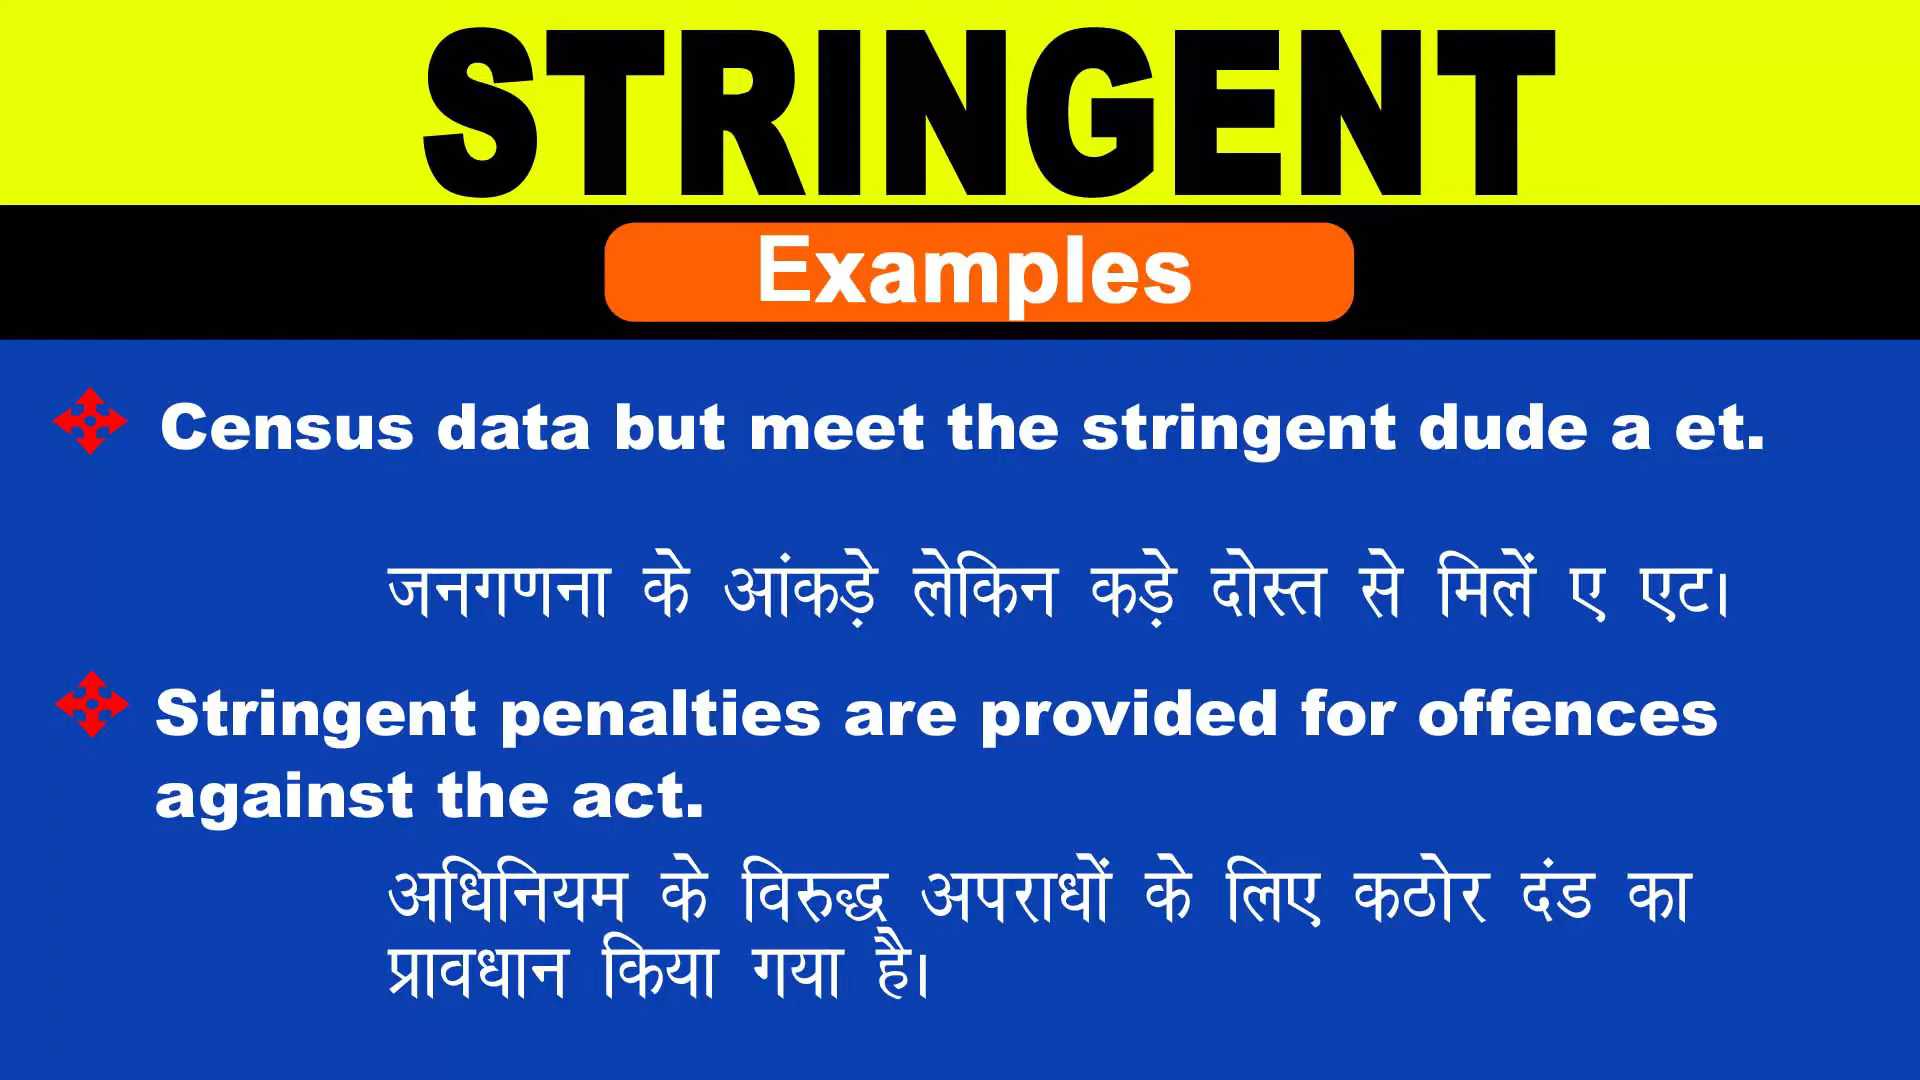 STRINGENT
Examples
Census data but meet the stringent dude a et.
जनगणना के आंकड़े लेकिन कड़े दोस्त से मिलें ए एट।
Stringent penalties are provided for offences
against the act.
अधिनियम के विरुद्ध अपराधों के लिए कठोर दंड का
प्रावधान किया गया है।